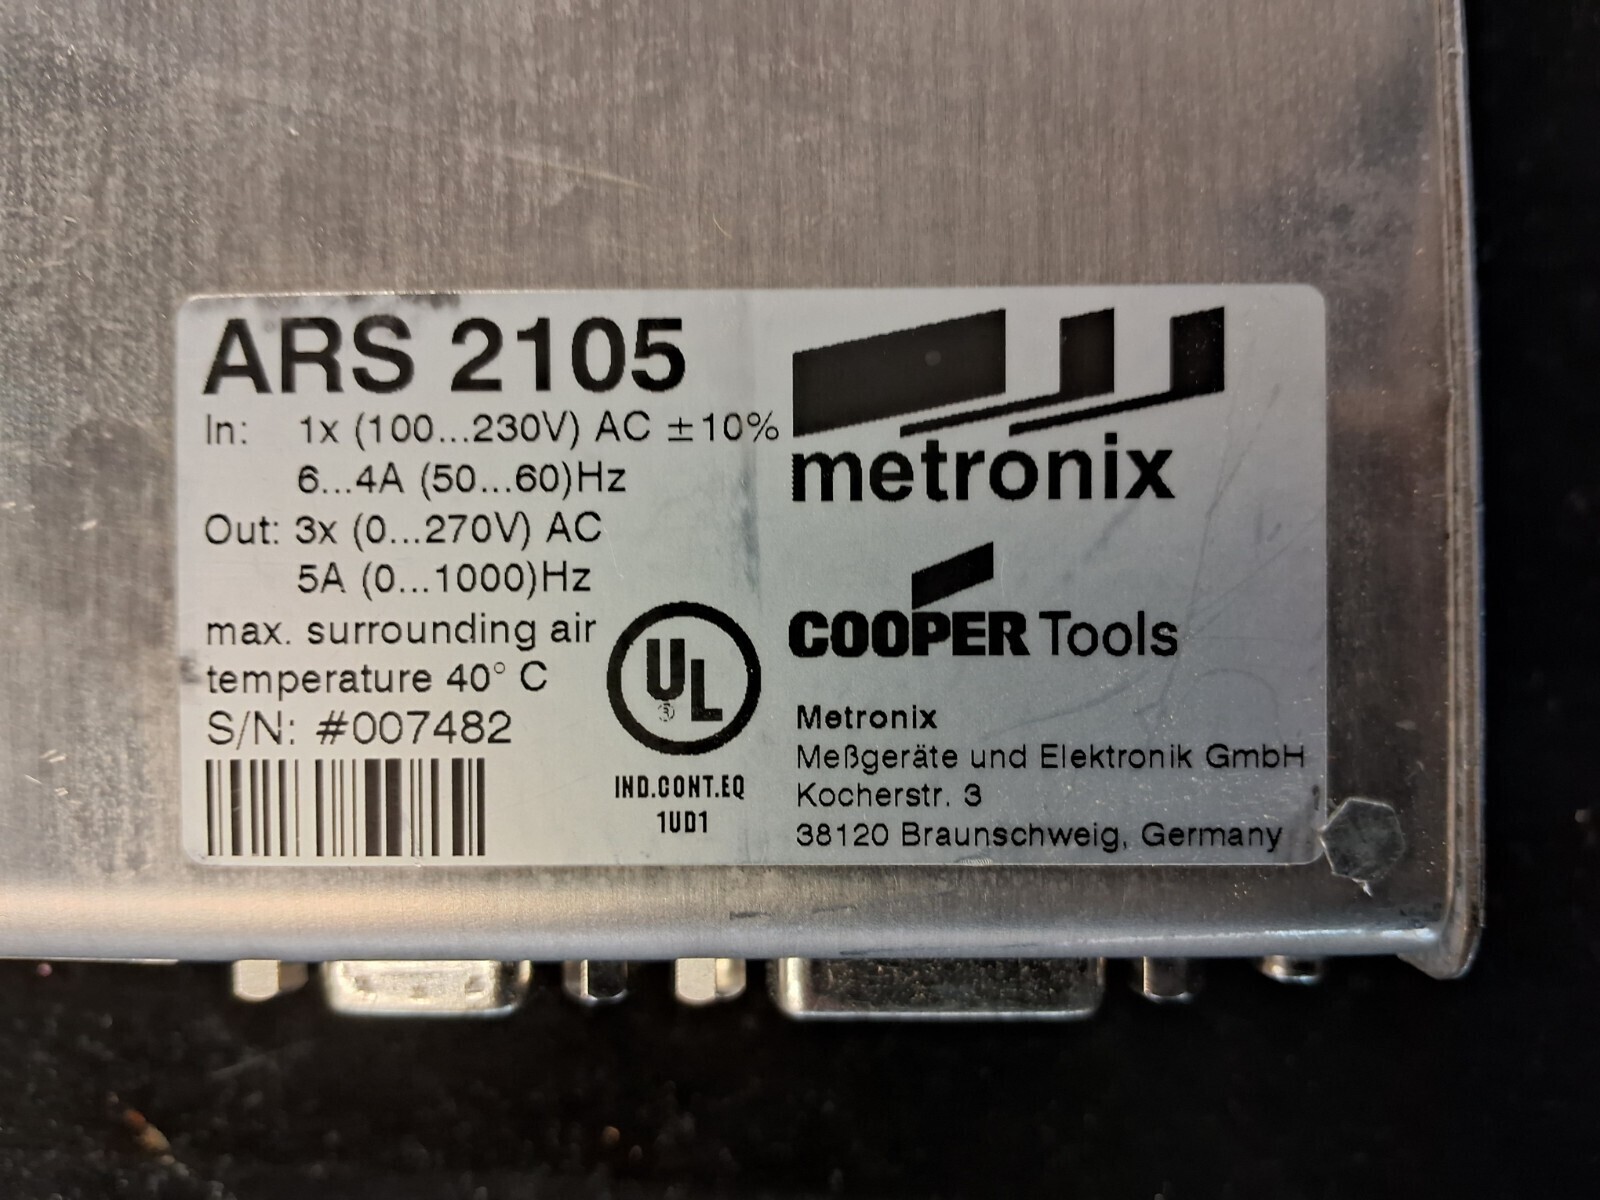 ARS 2105
In: 1x (100...230V) AC ±10%
6...4A (50...60)Hz
Out: 3x (0...270V) AC
5A (0...1000)Hz
max. surrounding air
temperature 40° C
S/N: #007482
UL
®
IND.CONT.EQ
1UD1
metronix
COOPER Tools
Metronix
Meßgeräte und Elektronik GmbH
Kocherstr. 3
38120 Braunschweig, Germany